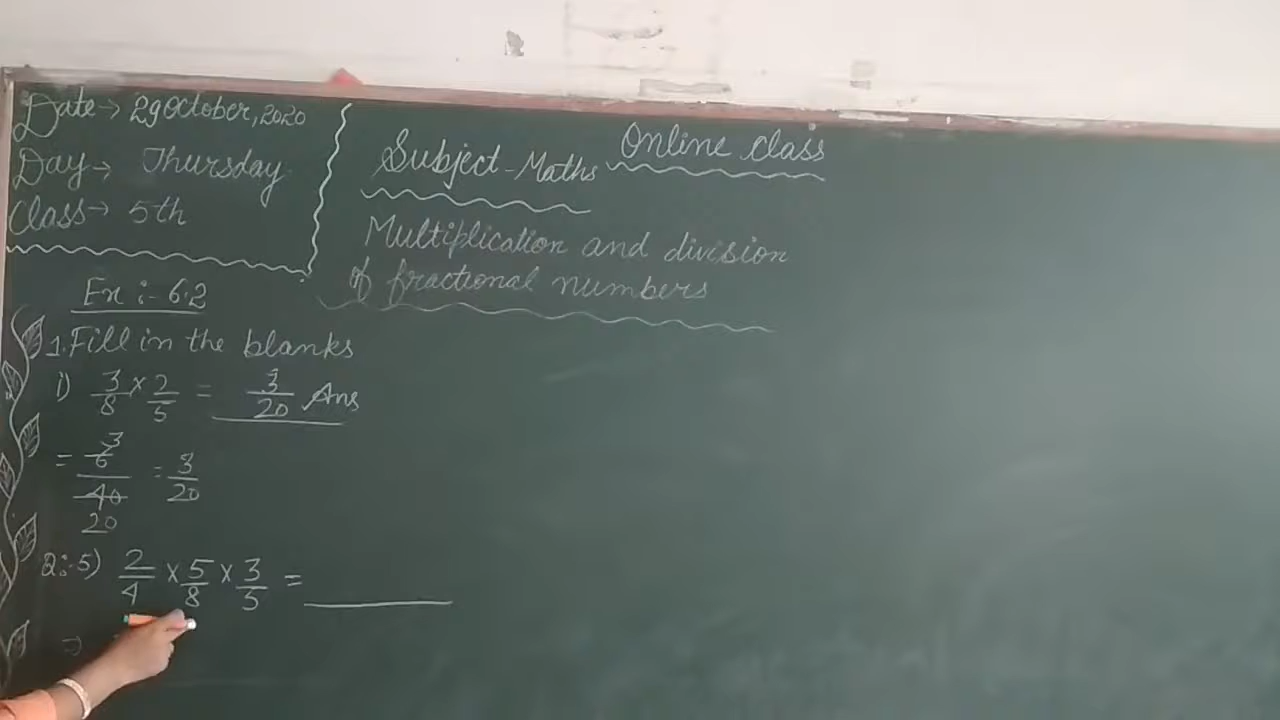 Date → 29 October, 2020
Day → Thursday
Class → 5th
Subject - Maths
Online class
Multiplication and division
of fractional numbers
Ex :- 6.2
1. Fill in the blanks
i) 3/8 × 2/5 = 3/20 Ans
= 6/40 3/20 = 3/20
Q:-5) 2/4 × 5/8 × 3/5 =
=